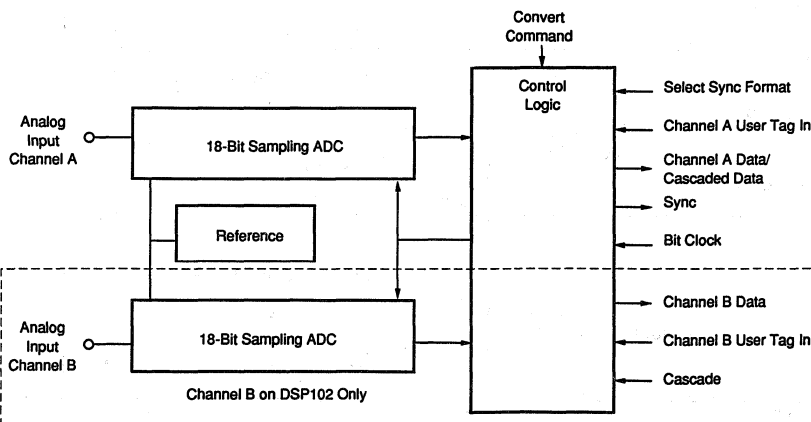 Convert
Command
Control
Logic
Select Sync Format
Analog
Input
Channel A
18-Bit Sampling ADC
Channel A User Tag In
Channel A Data/
Cascaded Data
Sync
Reference
Bit Clock
Analog
Input
Channel B
18-Bit Sampling ADC
Channel B Data
Channel B User Tag In
Cascade
Channel B on DSP102 Only